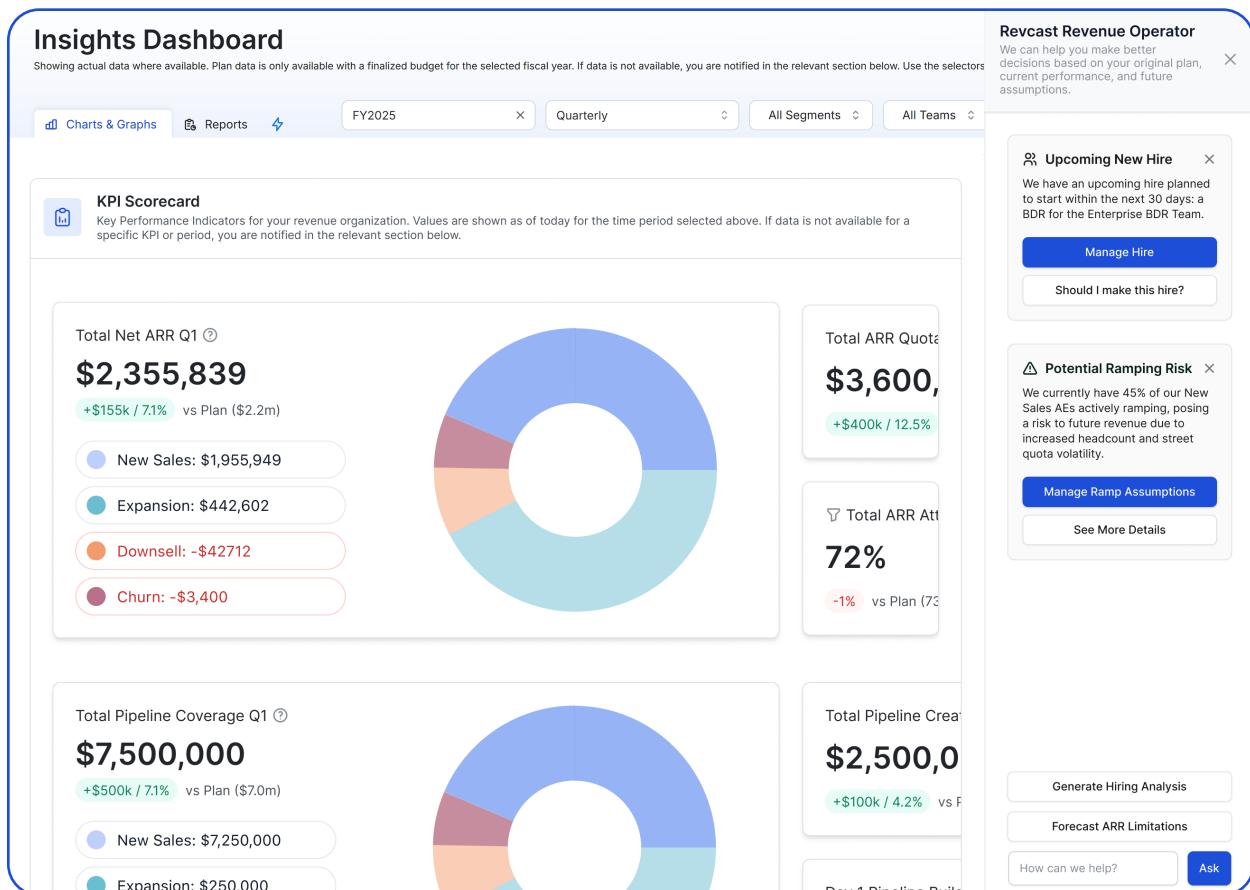 Insights Dashboard
Showing actual data where available. Plan data is only available with a finalized budget for the selected fiscal year. If data is not available, you are notified in the relevant section below. Use the selectors
Charts & Graphs
Reports
FY2025
Quarterly
All Segments
All Teams
KPI Scorecard
Key Performance Indicators for your revenue organization. Values are shown as of today for the time period selected above. If data is not available for a
specific KPI or period, you are notified in the relevant section below.
Total Net ARR Q1
$2,355,839
+$155k / 7.1% vs Plan ($2.2m)
New Sales: $1,955,949
Expansion: $442,602
Downsell: -$42712
Churn: -$3,400
Total ARR Quota
$3,600,
+$400k / 12.5%
Total ARR Att
72%
-1% vs Plan (73
Total Pipeline Coverage Q1
$7,500,000
+$500k / 7.1% vs Plan ($7.0m)
New Sales: $7,250,000
Expansion: $250,000
Total Pipeline Crea
$2,500,0
+$100k / 4.2% vs P
Revcast Revenue Operator
We can help you make better
decisions based on your original plan,
current performance, and future
assumptions.
Upcoming New Hire
We have an upcoming hire planned
to start within the next 30 days: a
BDR for the Enterprise BDR Team.
Manage Hire
Should I make this hire?
Potential Ramping Risk
We currently have 45% of our New
Sales AEs actively ramping, posing
a risk to future revenue due to
increased headcount and street
quota volatility.
Manage Ramp Assumptions
See More Details
Generate Hiring Analysis
Forecast ARR Limitations
How can we help?
Ask